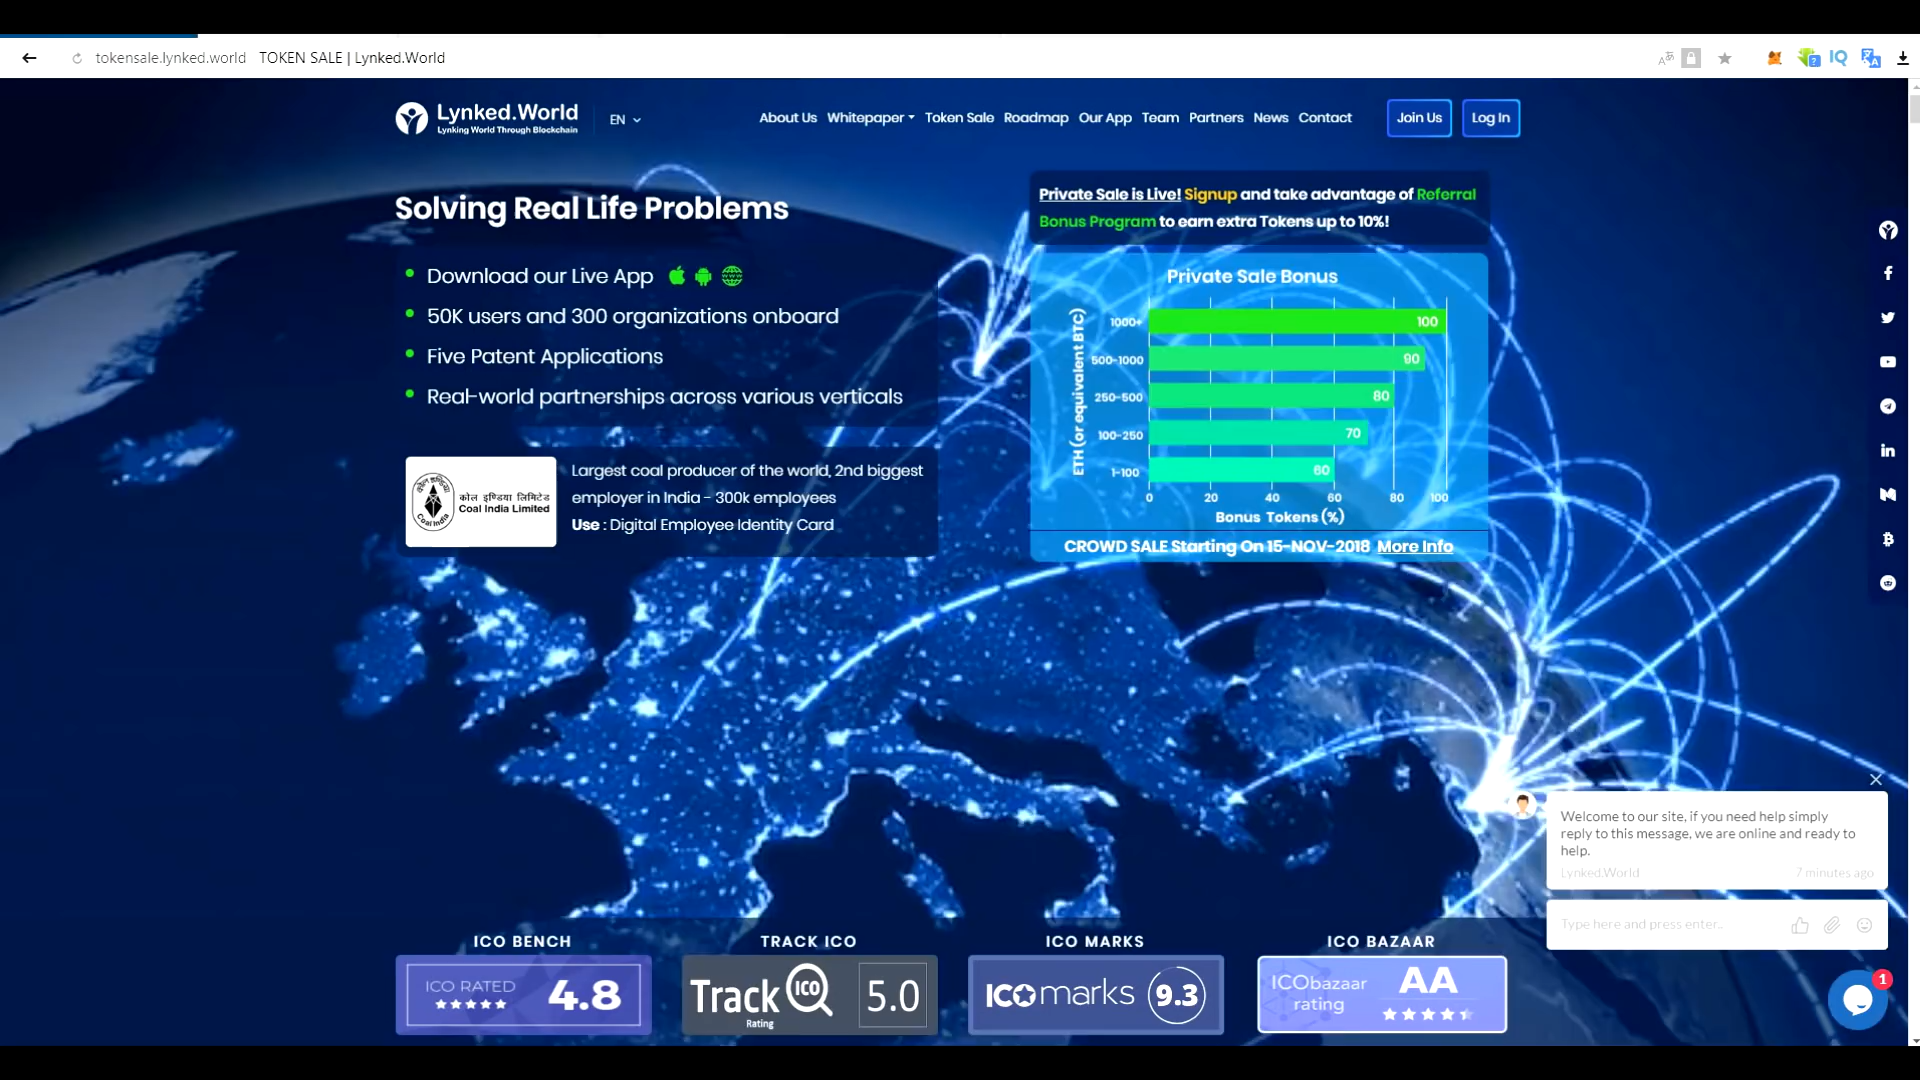 tokensale.lynked.world TOKEN SALE | Lynked.World
Lynked.World
Lynking World Through Blockchain
EN
About Us Whitepaper Token Sale Roadmap Our App Team Partners News Contact Join Us Log In
Solving Real Life Problems
Download our Live App
50K users and 300 organizations onboard
Five Patent Applications
Real-world partnerships across various verticals
कोल इण्डिया लिमिटेड
Coal India Limited
Coal India
Largest coal producer of the world, 2nd biggest
employer in India - 300k employees
Use : Digital Employee Identity Card
Private Sale is Live! Signup and take advantage of Referral
Bonus Program to earn extra Tokens up to 10%!
Private Sale Bonus
ETH (or equivalent BTC)
1000+ 100
500-1000 90
250-500 80
100-250 70
1-100 60
0 20 40 60 80 100
Bonus Tokens (%)
CROWD SALE Starting On 15-NOV-2018 More Info
Welcome to our site, if you need help simply
reply to this message, we are online and ready to
help.
Lynked.World 7 minutes ago
Type here and press enter..
1
ICO BENCH
ICO RATED
4.8
TRACK ICO
Track ICO
Rating
5.0
ICO MARKS
ICOmarks 9.3
ICO BAZAAR
ICObazaar
rating
AA